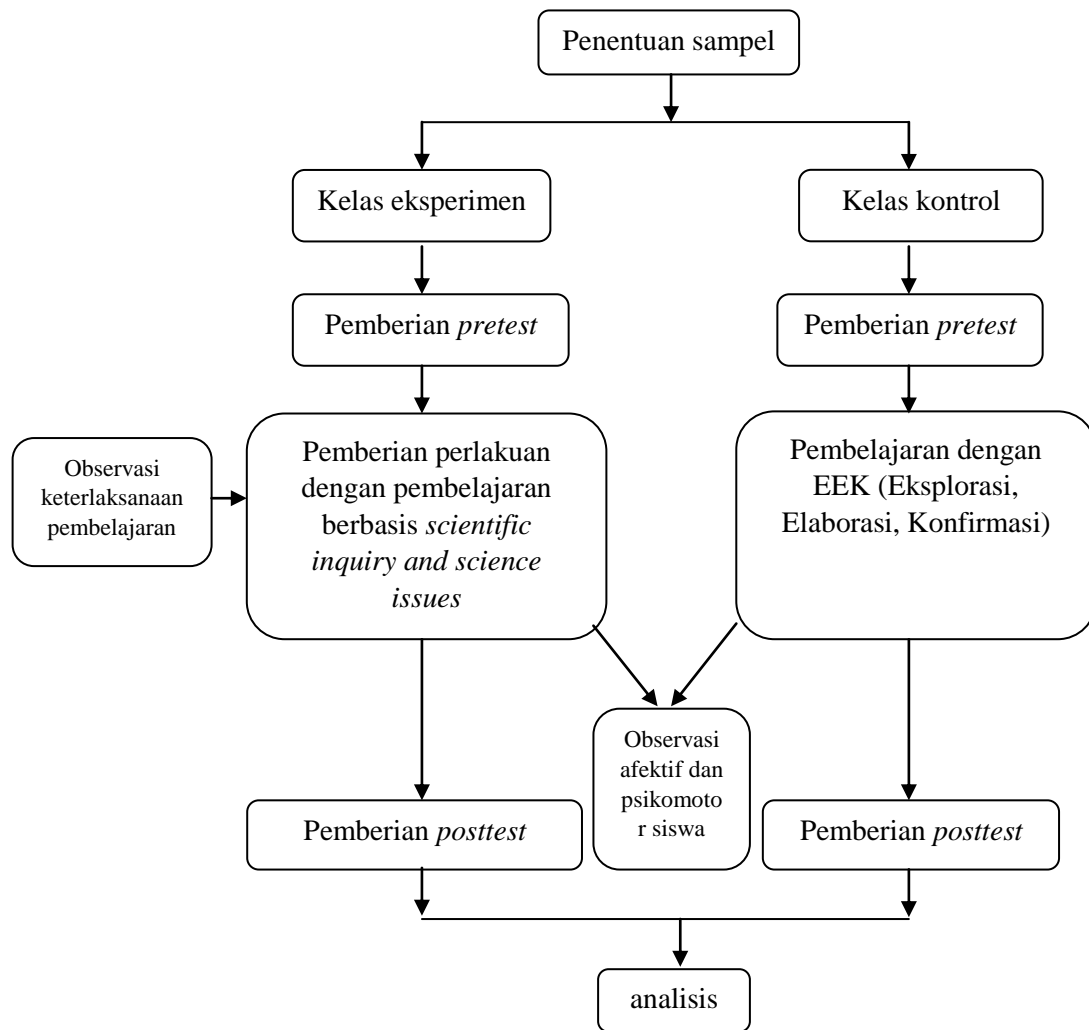 Penentuan sampel
Kelas eksperimen
Kelas kontrol
Pemberian pretest
Pemberian pretest
Observasi
keterlaksanaan
pembelajaran
Pemberian perlakuan
dengan pembelajaran
berbasis scientific
inquiry and science
issues
Pembelajaran dengan
EEK (Eksplorasi,
Elaborasi, Konfirmasi)
Observasi
afektif dan
psikomoto
r siswa
Pemberian posttest
Pemberian posttest
analisis